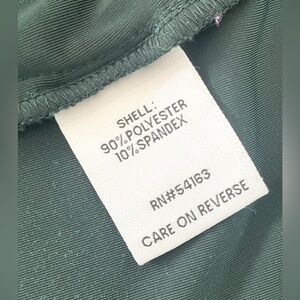 SHELL:
90%POLYESTER
10%SPANDEX
RN#54163
CARE ON REVERSE